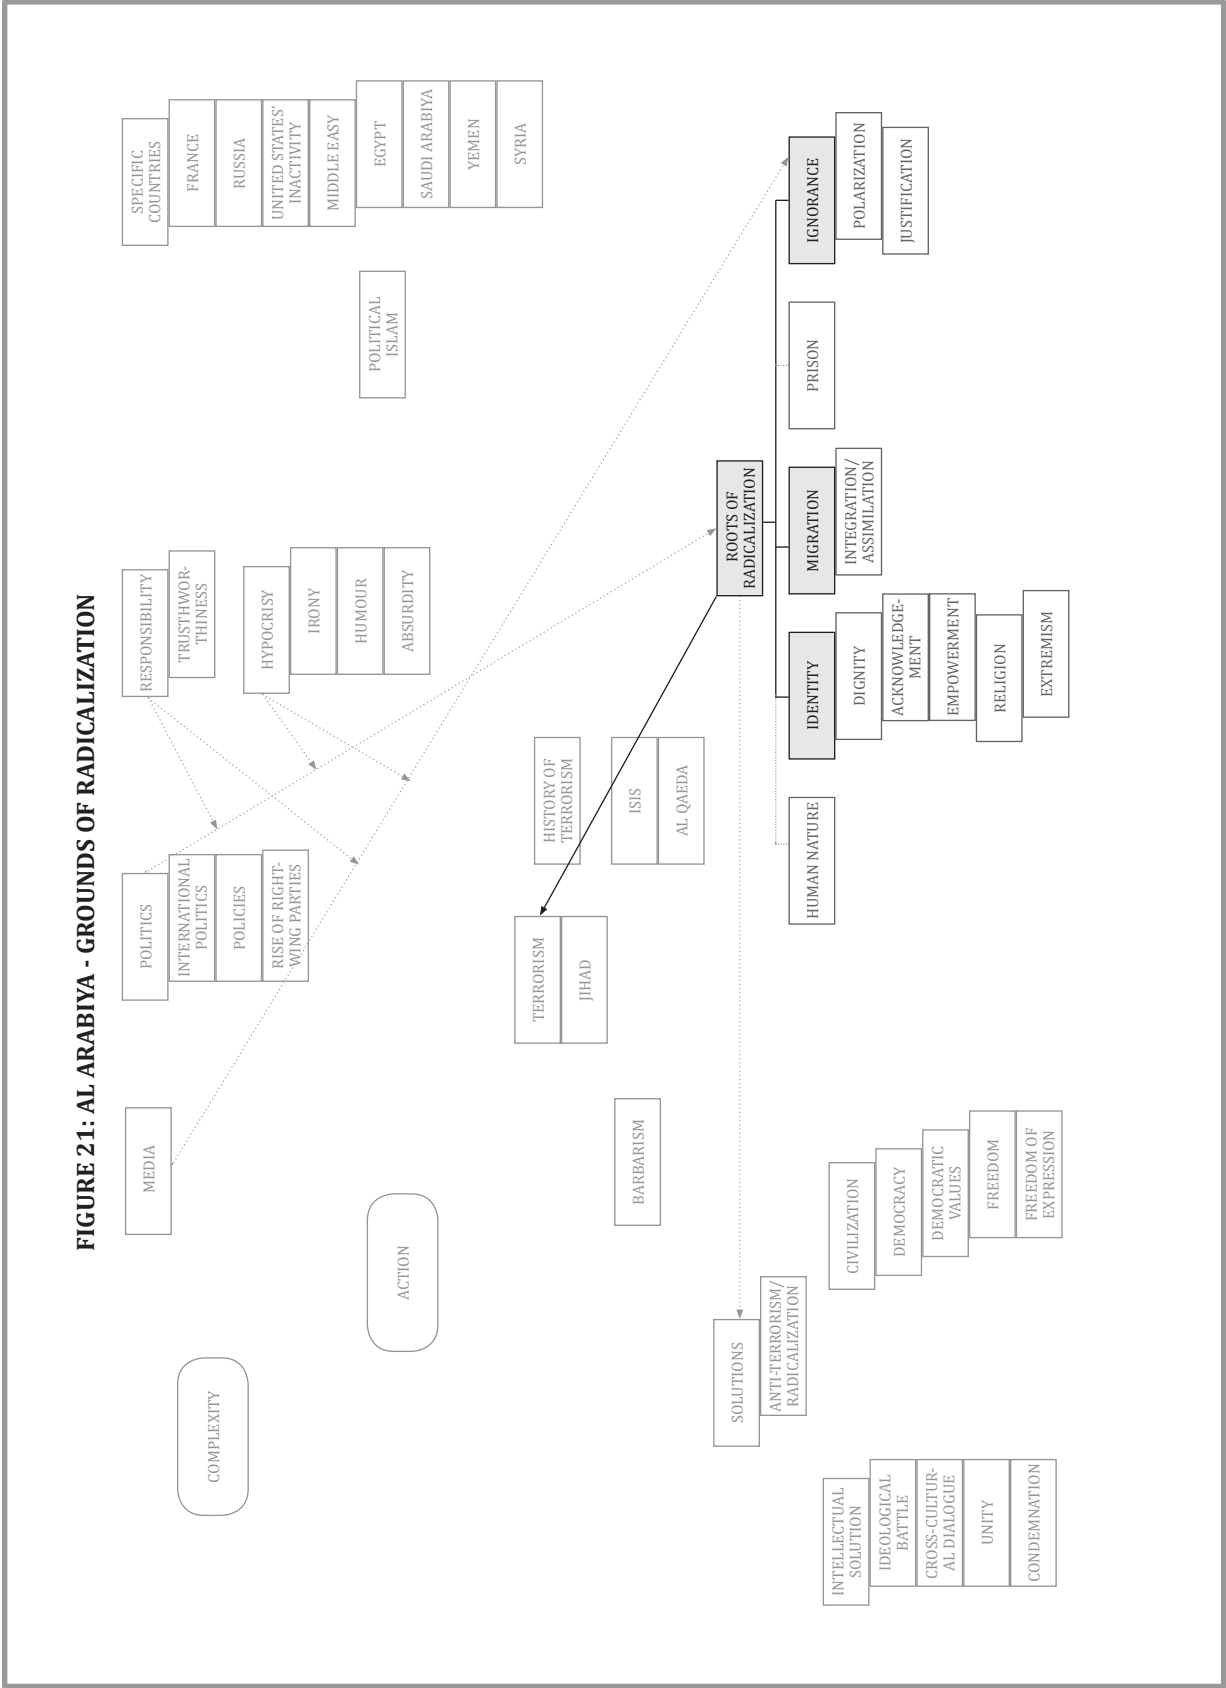 FIGURE 21: AL ARABIYA - GROUNDS OF RADICALIZATION
COMPLEXITY
ACTION
MEDIA
POLITICS
INTERNATIONAL
POLITICS
POLICIES
RISE OF RIGHT-
WING PARTIES
RESPONSIBILITY
TRUSTHWOR-
THINESS
HYPOCRISY
IRONY
HUMOUR
ABSURDITY
POLITICAL
ISLAM
SPECIFIC
COUNTRIES
FRANCE
RUSSIA
UNITED STATES’
INACTIVITY
MIDDLE EASY
EGYPT
SAUDI ARABIYA
YEMEN
SYRIA
BARBARISM
TERRORISM
JIHAD
HISTORY OF
TERRORISM
ISIS
AL QAEDA
SOLUTIONS
ANTI-TERRORISM/
RADICALIZATION
ROOTS OF
RADICALIZATION
INTELLECTUAL
SOLUTION
IDEOLOGICAL
BATTLE
CROSS-CULTUR-
AL DIALOGUE
UNITY
CONDEMNATION
CIVILIZATION
DEMOCRACY
DEMOCRATIC
VALUES
FREEDOM
FREEDOM OF
EXPRESSION
HUMAN NATURE
IDENTITY
DIGNITY
ACKNOWLEDGE-
MENT
EMPOWERMENT
RELIGION
EXTREMISM
MIGRATION
INTEGRATION/
ASSIMILATION
PRISON
IGNORANCE
POLARIZATION
JUSTIFICATION